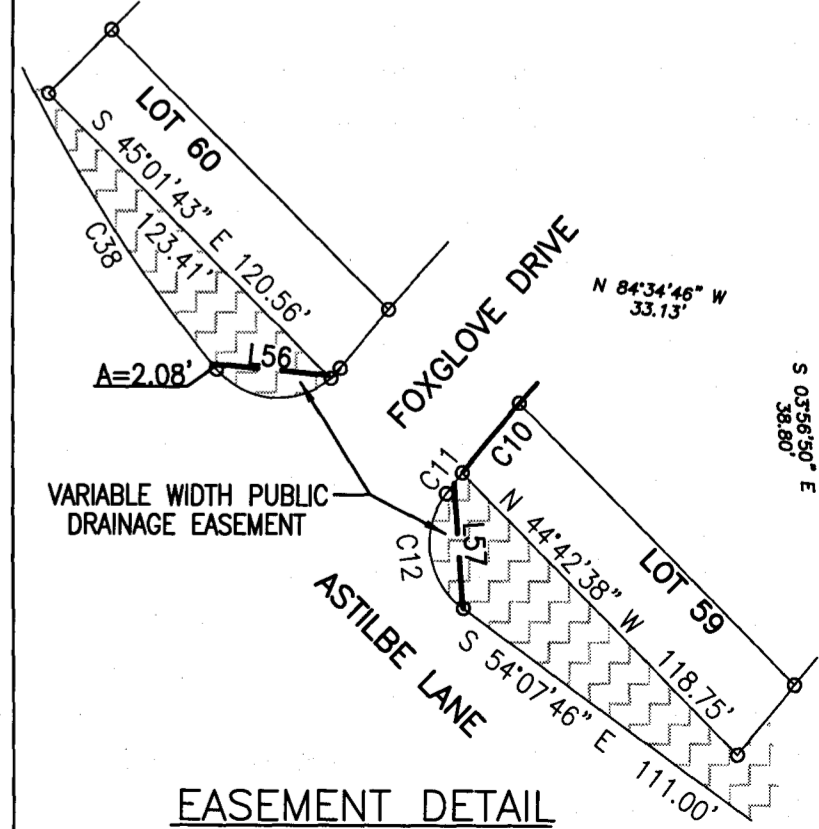 LOT 60
S 45°01'43" E 120.56'
123.41'
C38
L56
A=2.08'
FOXGLOVE DRIVE
N 84°34'46" W
33.13'
S 03°56'50" E
38.80'
C10
C11
VARIABLE WIDTH PUBLIC
DRAINAGE EASEMENT
L57
C12
N 44°42'38" W 118.75'
LOT 59
ASTILBE LANE
S 54°07'46" E 111.00'
EASEMENT DETAIL